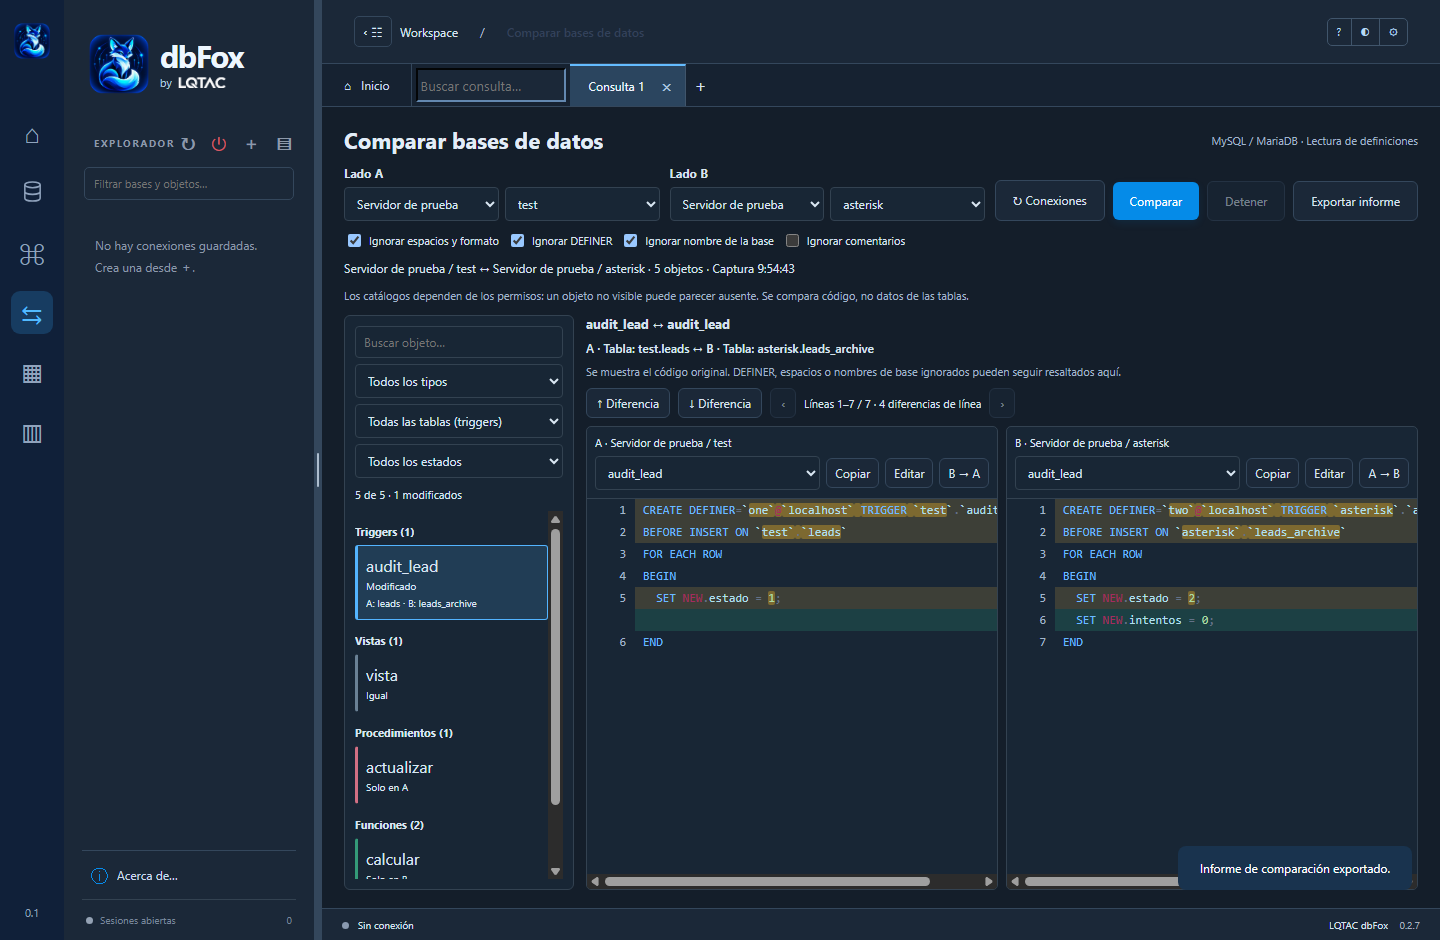 dbFox
by LQTAC
EXPLORADOR
Filtrar bases y objetos...
No hay conexiones guardadas.
Crea una desde +.
Acerca de...
Sesiones abiertas 0
0.1
Workspace / Comparar bases de datos
?
Inicio
Buscar consulta...
Consulta 1 ×
+
Comparar bases de datos
MySQL / MariaDB · Lectura de definiciones
Lado A
Lado B
Servidor de prueba
test
Servidor de prueba
asterisk
↻ Conexiones
Comparar
Detener
Exportar informe
Ignorar espacios y formato
Ignorar DEFINER
Ignorar nombre de la base
Ignorar comentarios
Servidor de prueba / test ↔ Servidor de prueba / asterisk · 5 objetos · Captura 9:54:43
Los catálogos dependen de los permisos: un objeto no visible puede parecer ausente. Se compara código, no datos de las tablas.
Buscar objeto...
Todos los tipos
Todas las tablas (triggers)
Todos los estados
5 de 5 · 1 modificados
Triggers (1)
audit_lead
Modificado
A: leads · B: leads_archive
Vistas (1)
vista
Igual
Procedimientos (1)
actualizar
Solo en A
Funciones (2)
calcular
Solo en B
audit_lead ↔ audit_lead
A · Tabla: test.leads ↔ B · Tabla: asterisk.leads_archive
Se muestra el código original. DEFINER, espacios o nombres de base ignorados pueden seguir resaltados aquí.
↑ Diferencia
↓ Diferencia
‹
Líneas 1–7 / 7 · 4 diferencias de línea
›
A · Servidor de prueba / test
audit_lead
Copiar
Editar
B → A
1 CREATE DEFINER=`one`@`localhost` TRIGGER `test`.`audit
2 BEFORE INSERT ON `test`.`leads`
3 FOR EACH ROW
4 BEGIN
5 SET NEW.estado = 1;
6 END
B · Servidor de prueba / asterisk
audit_lead
Copiar
Editar
A → B
1 CREATE DEFINER=`two`@`localhost` TRIGGER `asterisk`.`a
2 BEFORE INSERT ON `asterisk`.`leads_archive`
3 FOR EACH ROW
4 BEGIN
5 SET NEW.estado = 2;
6 SET NEW.intentos = 0;
7 END
Informe de comparación exportado.
Sin conexión
LQTAC dbFox 0.2.7